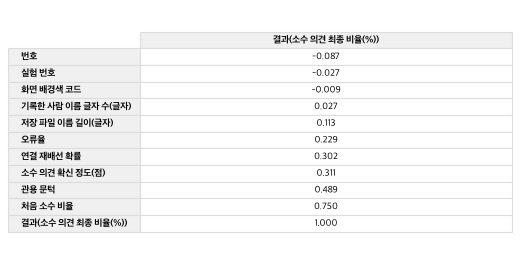 결과(소수 의견 최종 비율(%))
번호 -0.087
실험 번호 -0.027
화면 배경색 코드 -0.009
기록한 사람 이름 글자 수(글자) 0.027
저장 파일 이름 길이(글자) 0.113
오류율 0.229
연결 재배선 확률 0.302
소수 의견 확신 정도(점) 0.311
관용 문턱 0.489
처음 소수 비율 0.750
결과(소수 의견 최종 비율(%)) 1.000